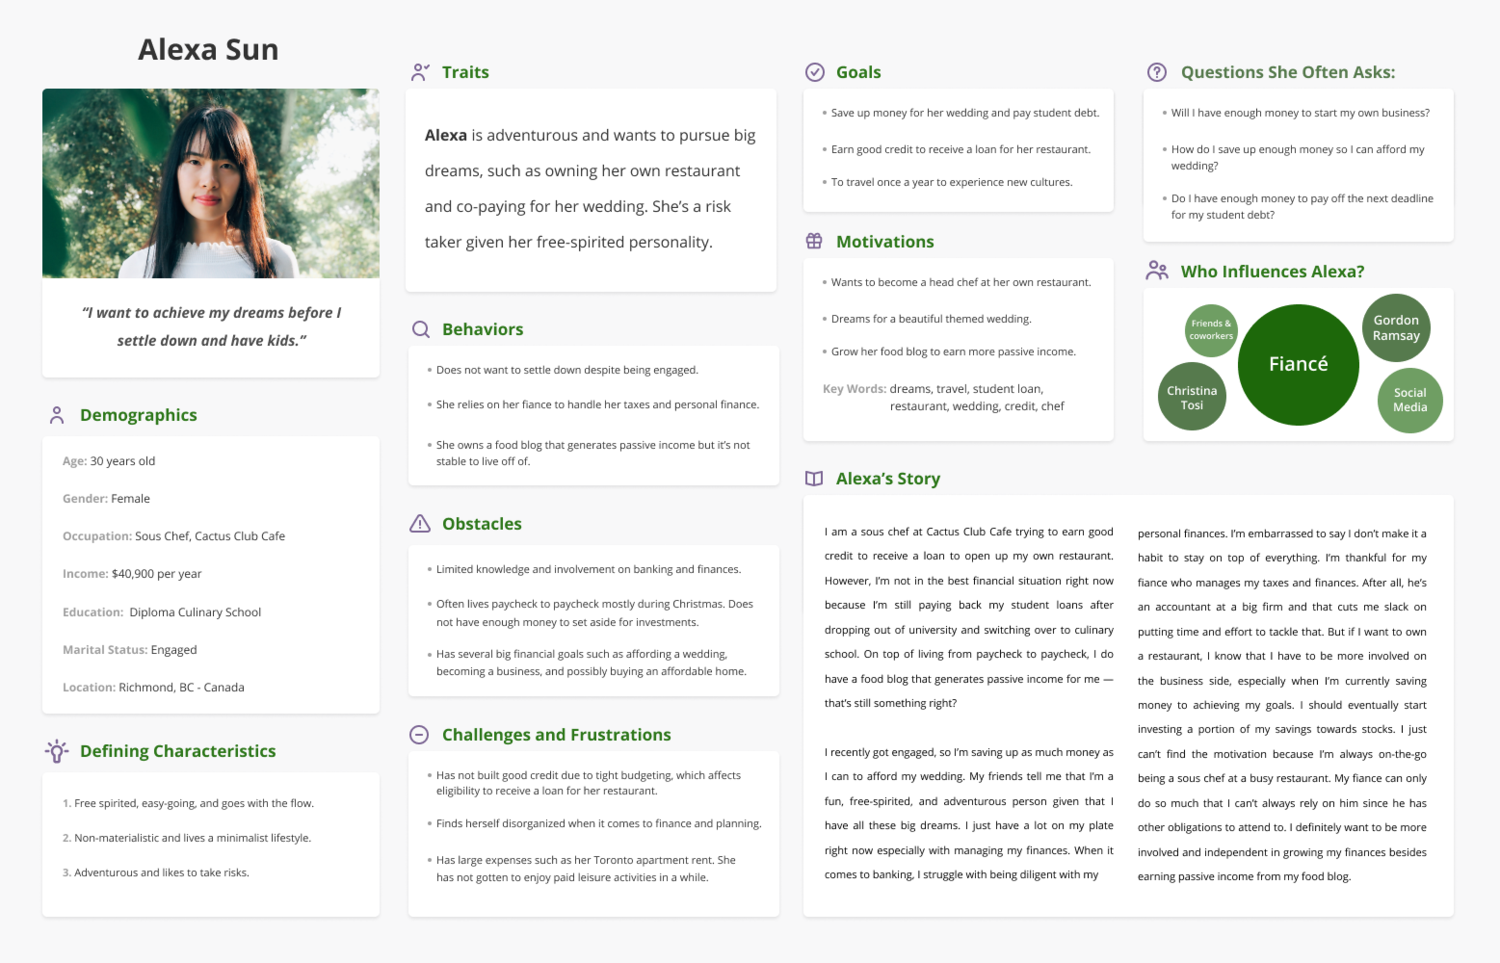 Alexa Sun
“I want to achieve my dreams before I
settle down and have kids.”
Demographics
Age: 30 years old
Gender: Female
Occupation: Sous Chef, Cactus Club Cafe
Income: $40,900 per year
Education: Diploma Culinary School
Marital Status: Engaged
Location: Richmond, BC - Canada
Defining Characteristics
1. Free spirited, easy-going, and goes with the flow.
2. Non-materialistic and lives a minimalist lifestyle.
3. Adventurous and likes to take risks.
Traits
Alexa is adventurous and wants to pursue big
dreams, such as owning her own restaurant
and co-paying for her wedding. She’s a risk
taker given her free-spirited personality.
Behaviors
• Does not want to settle down despite being engaged.
• She relies on her fiance to handle her taxes and personal finance.
• She owns a food blog that generates passive income but it’s not
stable to live off of.
Obstacles
• Limited knowledge and involvement on banking and finances.
• Often lives paycheck to paycheck mostly during Christmas. Does
not have enough money to set aside for investments.
• Has several big financial goals such as affording a wedding,
becoming a business, and possibly buying an affordable home.
Challenges and Frustrations
• Has not built good credit due to tight budgeting, which affects
eligibility to receive a loan for her restaurant.
• Finds herself disorganized when it comes to finance and planning.
• Has large expenses such as her Toronto apartment rent. She
has not gotten to enjoy paid leisure activities in a while.
Goals
• Save up money for her wedding and pay student debt.
• Earn good credit to receive a loan for her restaurant.
• To travel once a year to experience new cultures.
Motivations
• Wants to become a head chef at her own restaurant.
• Dreams for a beautiful themed wedding.
• Grow her food blog to earn more passive income.
Key Words: dreams, travel, student loan,
restaurant, wedding, credit, chef
Questions She Often Asks:
• Will I have enough money to start my own business?
• How do I save up enough money so I can afford my
wedding?
• Do I have enough money to pay off the next deadline
for my student debt?
Who Influences Alexa?
Friends &
coworkers
Fiancé
Gordon
Ramsay
Christina
Tosi
Social
Media
Alexa’s Story
I am a sous chef at Cactus Club Cafe trying to earn good
credit to receive a loan to open up my own restaurant.
However, I’m not in the best financial situation right now
because I’m still paying back my student loans after
dropping out of university and switching over to culinary
school. On top of living from paycheck to paycheck, I do
have a food blog that generates passive income for me —
that’s still something right?
I recently got engaged, so I’m saving up as much money as
I can to afford my wedding. My friends tell me that I’m a
fun, free-spirited, and adventurous person given that I
have all these big dreams. I just have a lot on my plate
right now especially with managing my finances. When it
comes to banking, I struggle with being diligent with my
personal finances. I’m embarrassed to say I don’t make it a
habit to stay on top of everything. I’m thankful for my
fiance who manages my taxes and finances. After all, he’s
an accountant at a big firm and that cuts me slack on
putting time and effort to tackle that. But if I want to own
a restaurant, I know that I have to be more involved on
the business side, especially when I’m currently saving
money to achieving my goals. I should eventually start
investing a portion of my savings towards stocks. I just
can’t find the motivation because I’m always on-the-go
being a sous chef at a busy restaurant. My fiance can only
do so much that I can’t always rely on him since he has
other obligations to attend to. I definitely want to be more
involved and independent in growing my finances besides
earning passive income from my food blog.